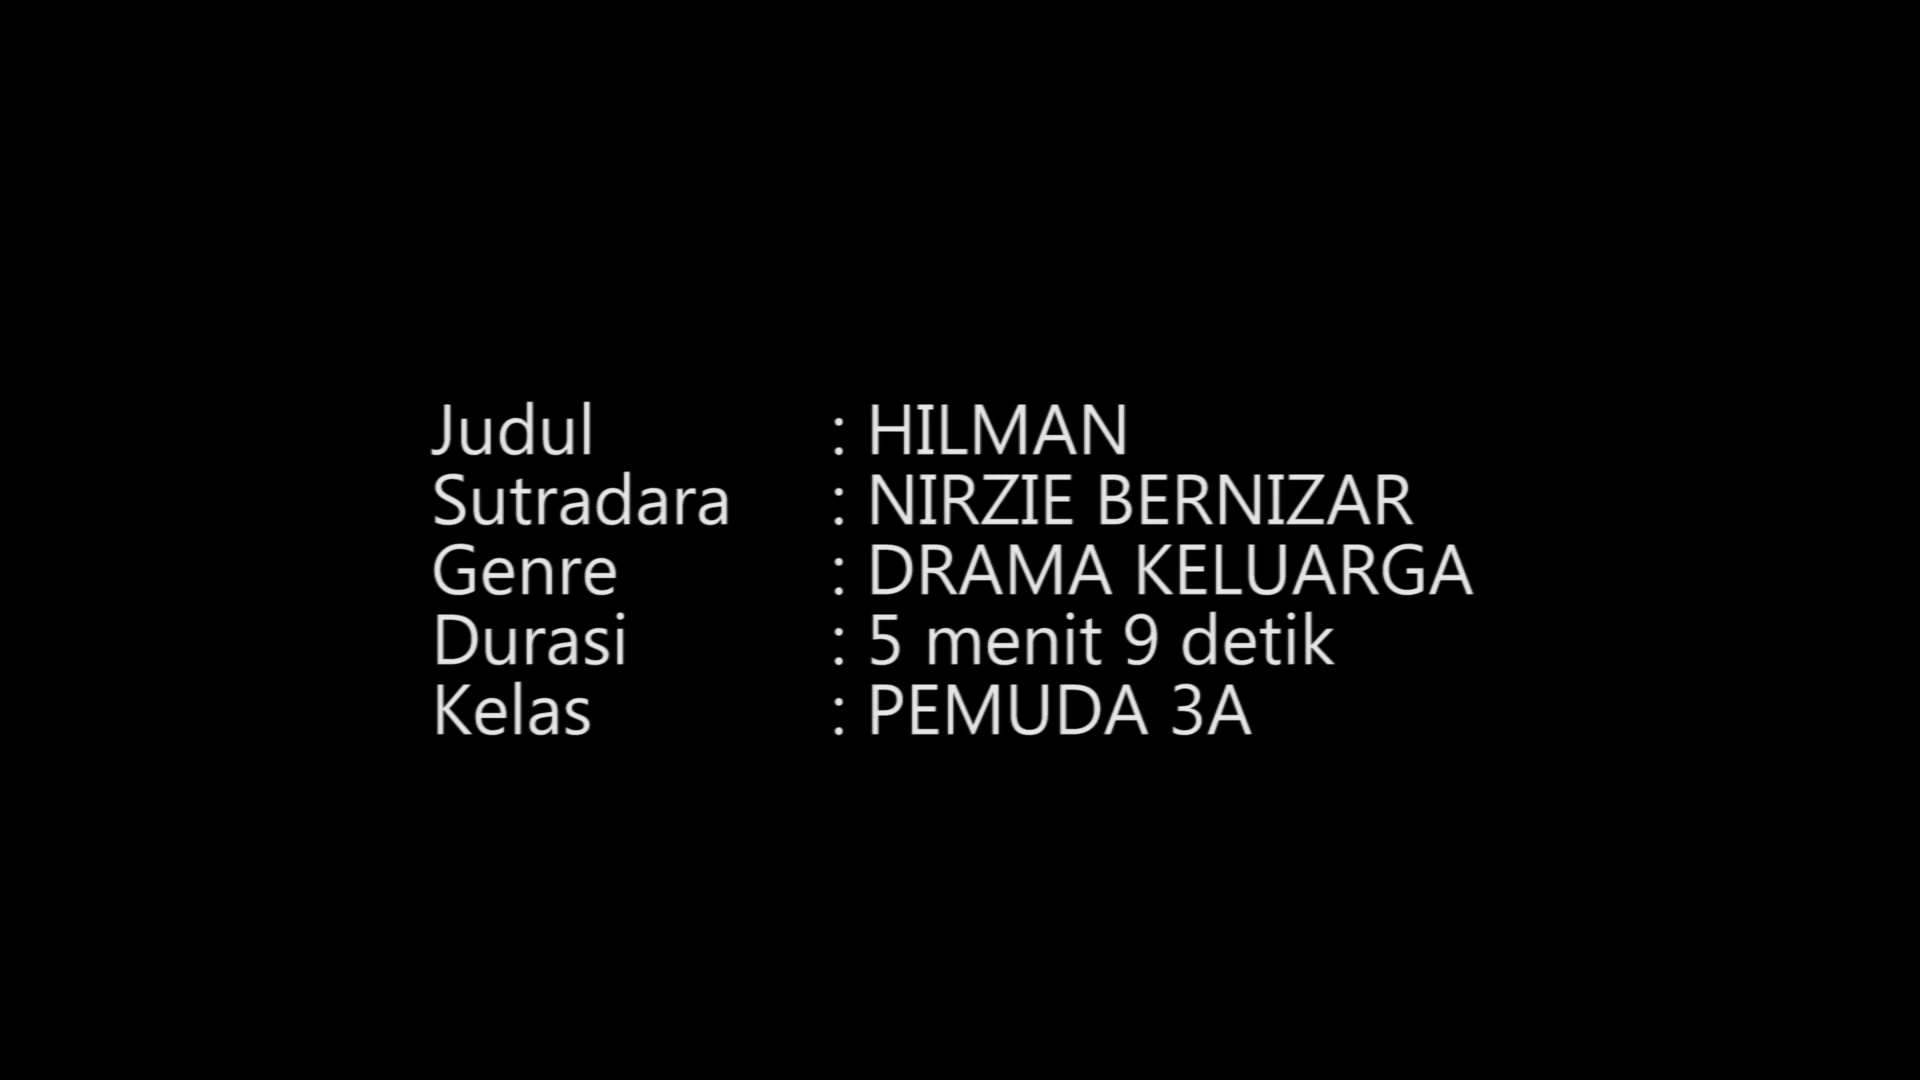 Judul : HILMAN
Sutradara : NIRZIE BERNIZAR
Genre : DRAMA KELUARGA
Durasi : 5 menit 9 detik
Kelas : PEMUDA 3A